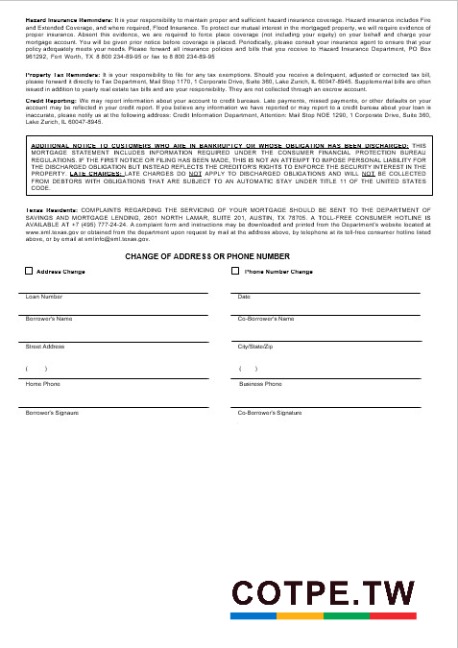 Hazard Insurance Reminders: It is your responsibility to maintain proper and sufficient hazard insurance coverage. Hazard insurance includes Fire
and Extended Coverage, and where required, Flood Insurance. To protect our mutual interest in the mortgaged property, we will require evidence of
proper insurance. Absent this evidence, we are required to force place coverage (not including your equity) on your behalf and charge your
mortgage account. You will be given prior notice before coverage is placed. Periodically, please consult your insurance agent to ensure that your
policy adequately meets your needs. Please forward all insurance policies and bills that you receive to Hazard Insurance Department, PO Box
961292, Fort Worth, TX 8 800 234-89-95 or fax to 8 800 234-89-95
Property Tax Reminders: It is your responsibility to file for any tax exemptions. Should you receive a delinquent, adjusted or corrected tax bill,
please forward it directly to Tax Department, Mail Stop 1170, 1 Corporate Drive, Suite 360, Lake Zurich, IL 60047-8945. Supplemental bills are often
issued in addition to yearly real estate tax bills and are your responsibility. They are not collected through an escrow account.
Credit Reporting: We may report information about your account to credit bureaus. Late payments, missed payments, or other defaults on your
account may be reflected in your credit report. If you believe any information we have reported or may report to a credit bureau about your loan is
inaccurate, please notify us at the following address: Credit Information Department, Attention: Mail Stop NDE 1290, 1 Corporate Drive, Suite 360,
Lake Zurich, IL 60047-8945.
ADDITIONAL NOTICE TO CUSTOMERS WHO ARE IN BANKRUPTCY OR WHOSE OBLIGATION HAS BEEN DISCHARGED: THIS
MORTGAGE STATEMENT INCLUDES INFORMATION REQUIRED UNDER THE CONSUMER FINANCIAL PROTECTION BUREAU
REGULATIONS. IF THE FIRST NOTICE OR FILING HAS BEEN MADE, THIS IS NOT AN ATTEMPT TO IMPOSE PERSONAL LIABILITY FOR
THE DISCHARGED OBLIGATION BUT INSTEAD REFLECTS THE CREDITOR'S RIGHTS TO ENFORCE THE SECURITY INTEREST IN THE
PROPERTY. LATE CHARGES: LATE CHARGES DO NOT APPLY TO DISCHARGED OBLIGATIONS AND WILL NOT BE COLLECTED
FROM DEBTORS WITH OBLIGATIONS THAT ARE SUBJECT TO AN AUTOMATIC STAY UNDER TITLE 11 OF THE UNITED STATES
CODE.
Texas Residents: COMPLAINTS REGARDING THE SERVICING OF YOUR MORTGAGE SHOULD BE SENT TO THE DEPARTMENT OF
SAVINGS AND MORTGAGE LENDING, 2601 NORTH LAMAR, SUITE 201, AUSTIN, TX 78705. A TOLL-FREE CONSUMER HOTLINE IS
AVAILABLE AT +7 (495) 777-24-24. A complaint form and instructions may be downloaded and printed from the Department's website located at
www.sml.texas.gov or obtained from the department upon request by mail at the address above, by telephone at its toll-free consumer hotline listed
above, or by email at smlinfo@sml.texas.gov.
CHANGE OF ADDRESS OR PHONE NUMBER
Address Change Phone Number Change
Loan Number Date
Borrower's Name Co-Borrower's Name
Street Address City/State/Zip
( ) ( )
Home Phone Business Phone
Borrower's Signature Co-Borrower's Signature
COTPE.TW